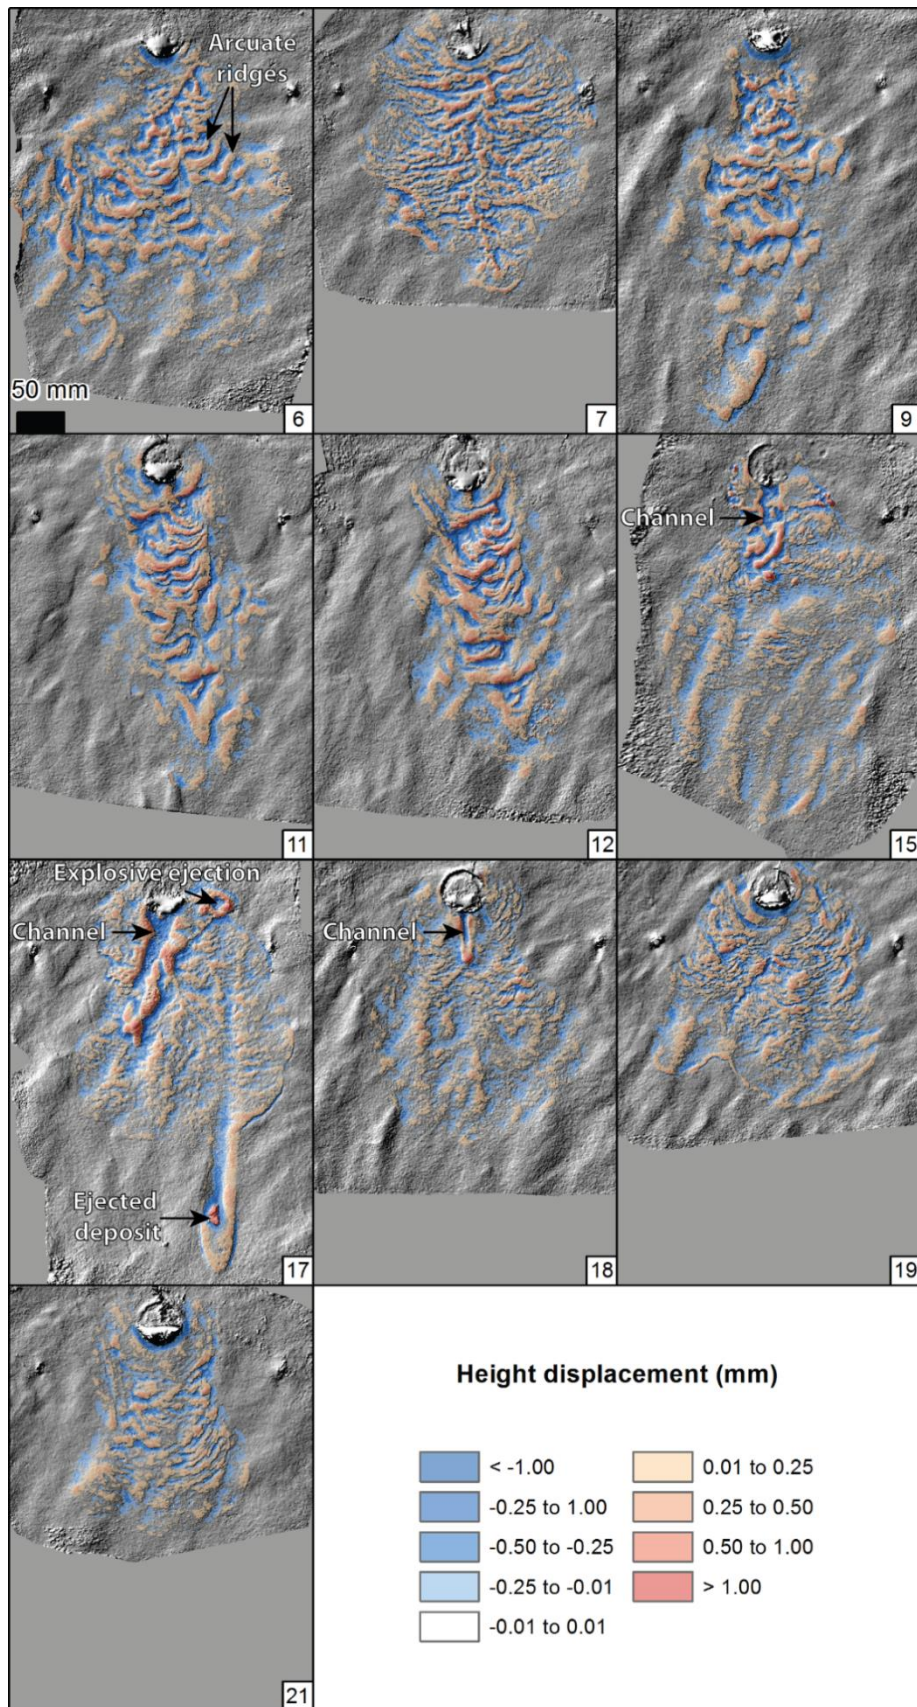 Arcuate
ridges
50 mm
6
7
9
Channel
11
12
15
Explosive ejection
Channel
Channel
Ejected
deposit
17
18
19
Height displacement (mm)
< -1.00
0.01 to 0.25
-0.25 to 1.00
0.25 to 0.50
-0.50 to -0.25
0.50 to 1.00
-0.25 to -0.01
> 1.00
-0.01 to 0.01
21